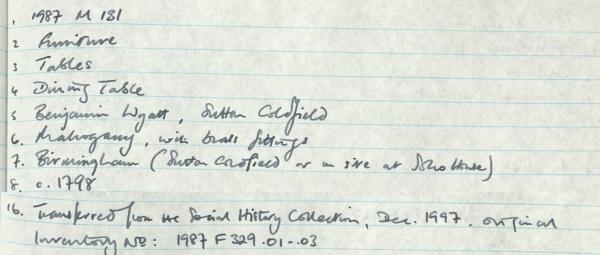 1. 1987 M 131
2 Furniture
3 Tables
4 Dining Table
5 Benjamin Wyatt, Sutton Coldfield
6. Mahogany, with brass fittings
7. Birmingham (Sutton Coldfield or on site at Soho House)
8. c. 1798
16. Transferred from the Social History Collection, Dec. 1997. original
Inventory No: 1987 F 329.01-.03